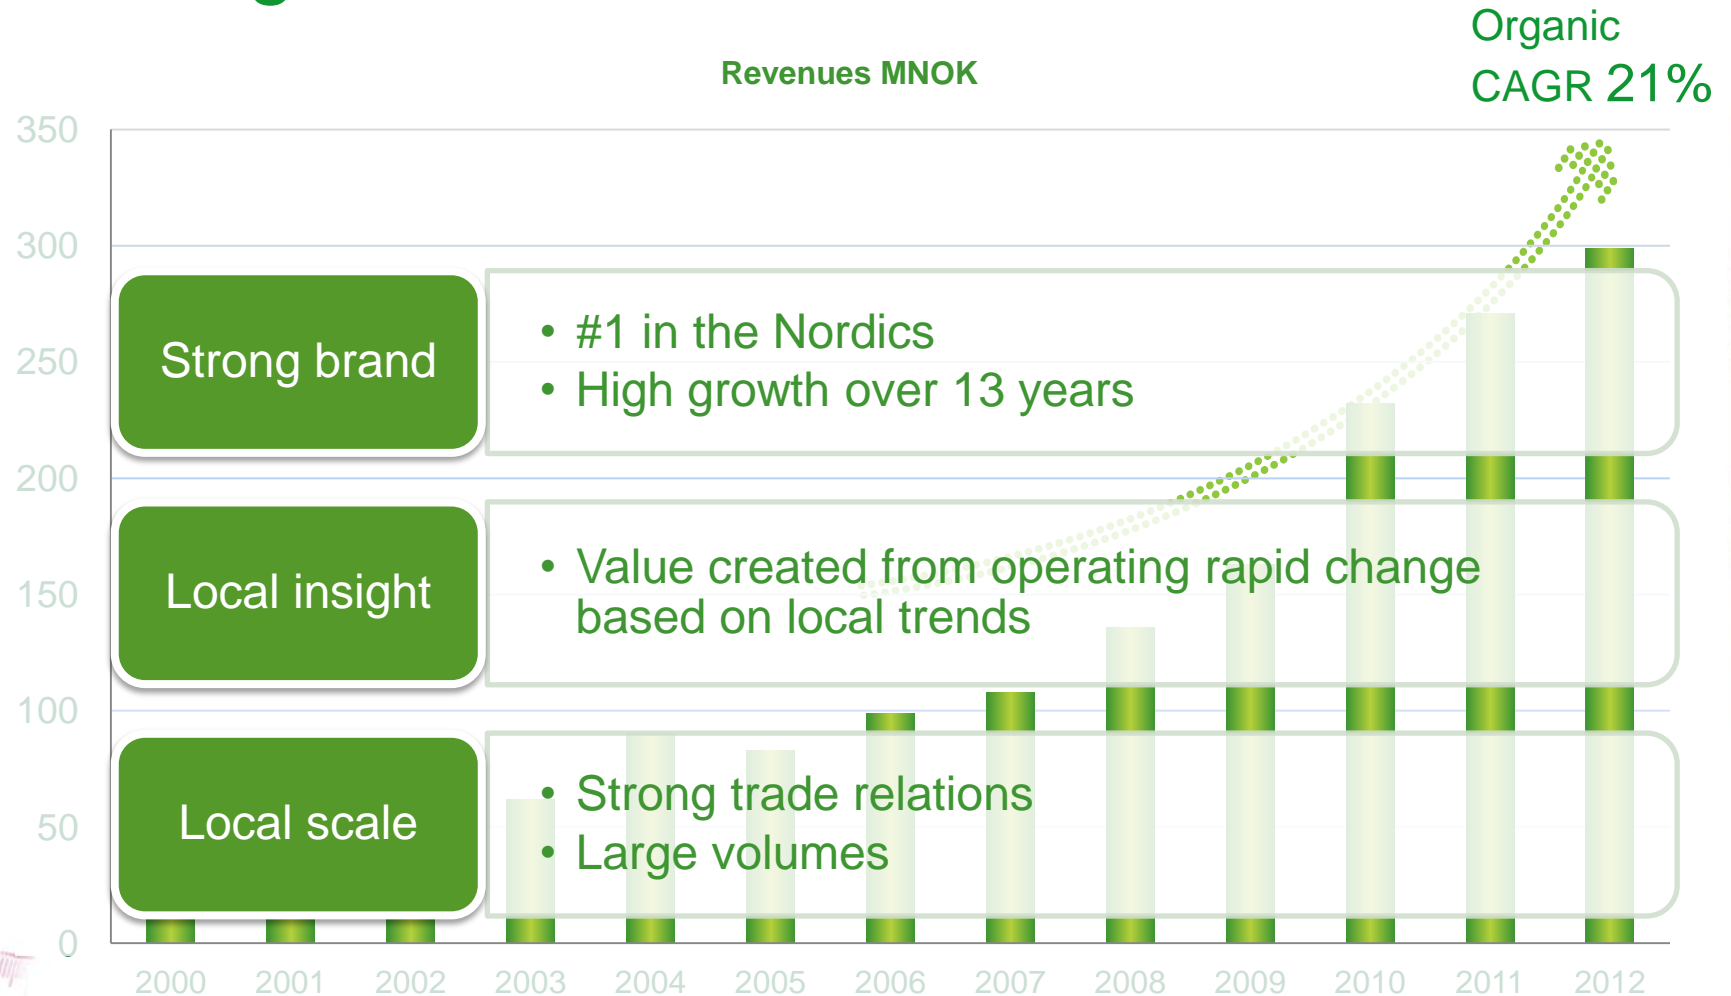 Organic
CAGR 21%
Revenues MNOK
350
300
250
200
150
100
50
0
Strong brand
• #1 in the Nordics
• High growth over 13 years
Local insight
• Value created from operating rapid change
based on local trends
Local scale
• Strong trade relations
• Large volumes
2000 2001 2002 2003 2004 2005 2006 2007 2008 2009 2010 2011 2012